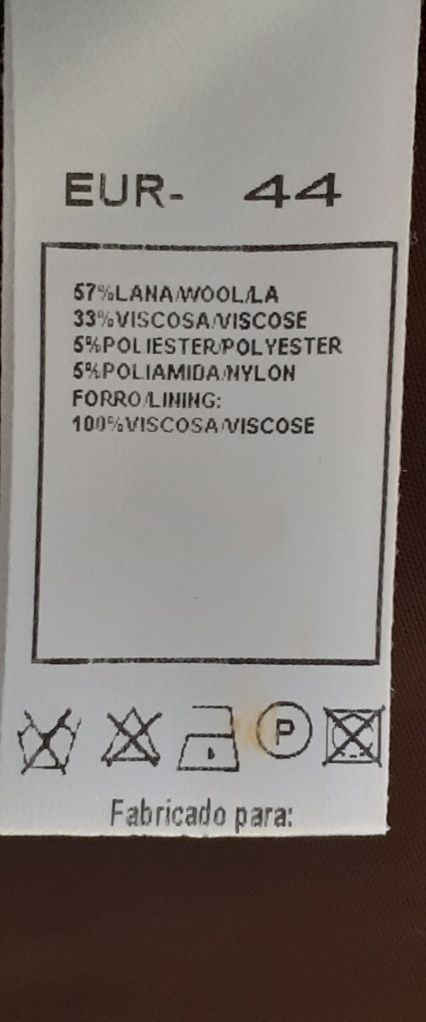 EUR- 44
57%LANA/WOOL/LA
33%VISCOSA/VISCOSE
5%POLIESTER/POLYESTER
5%POLIAMIDA/NYLON
FORRO/LINING:
100%VISCOSA/VISCOSE
P
Fabricado para: